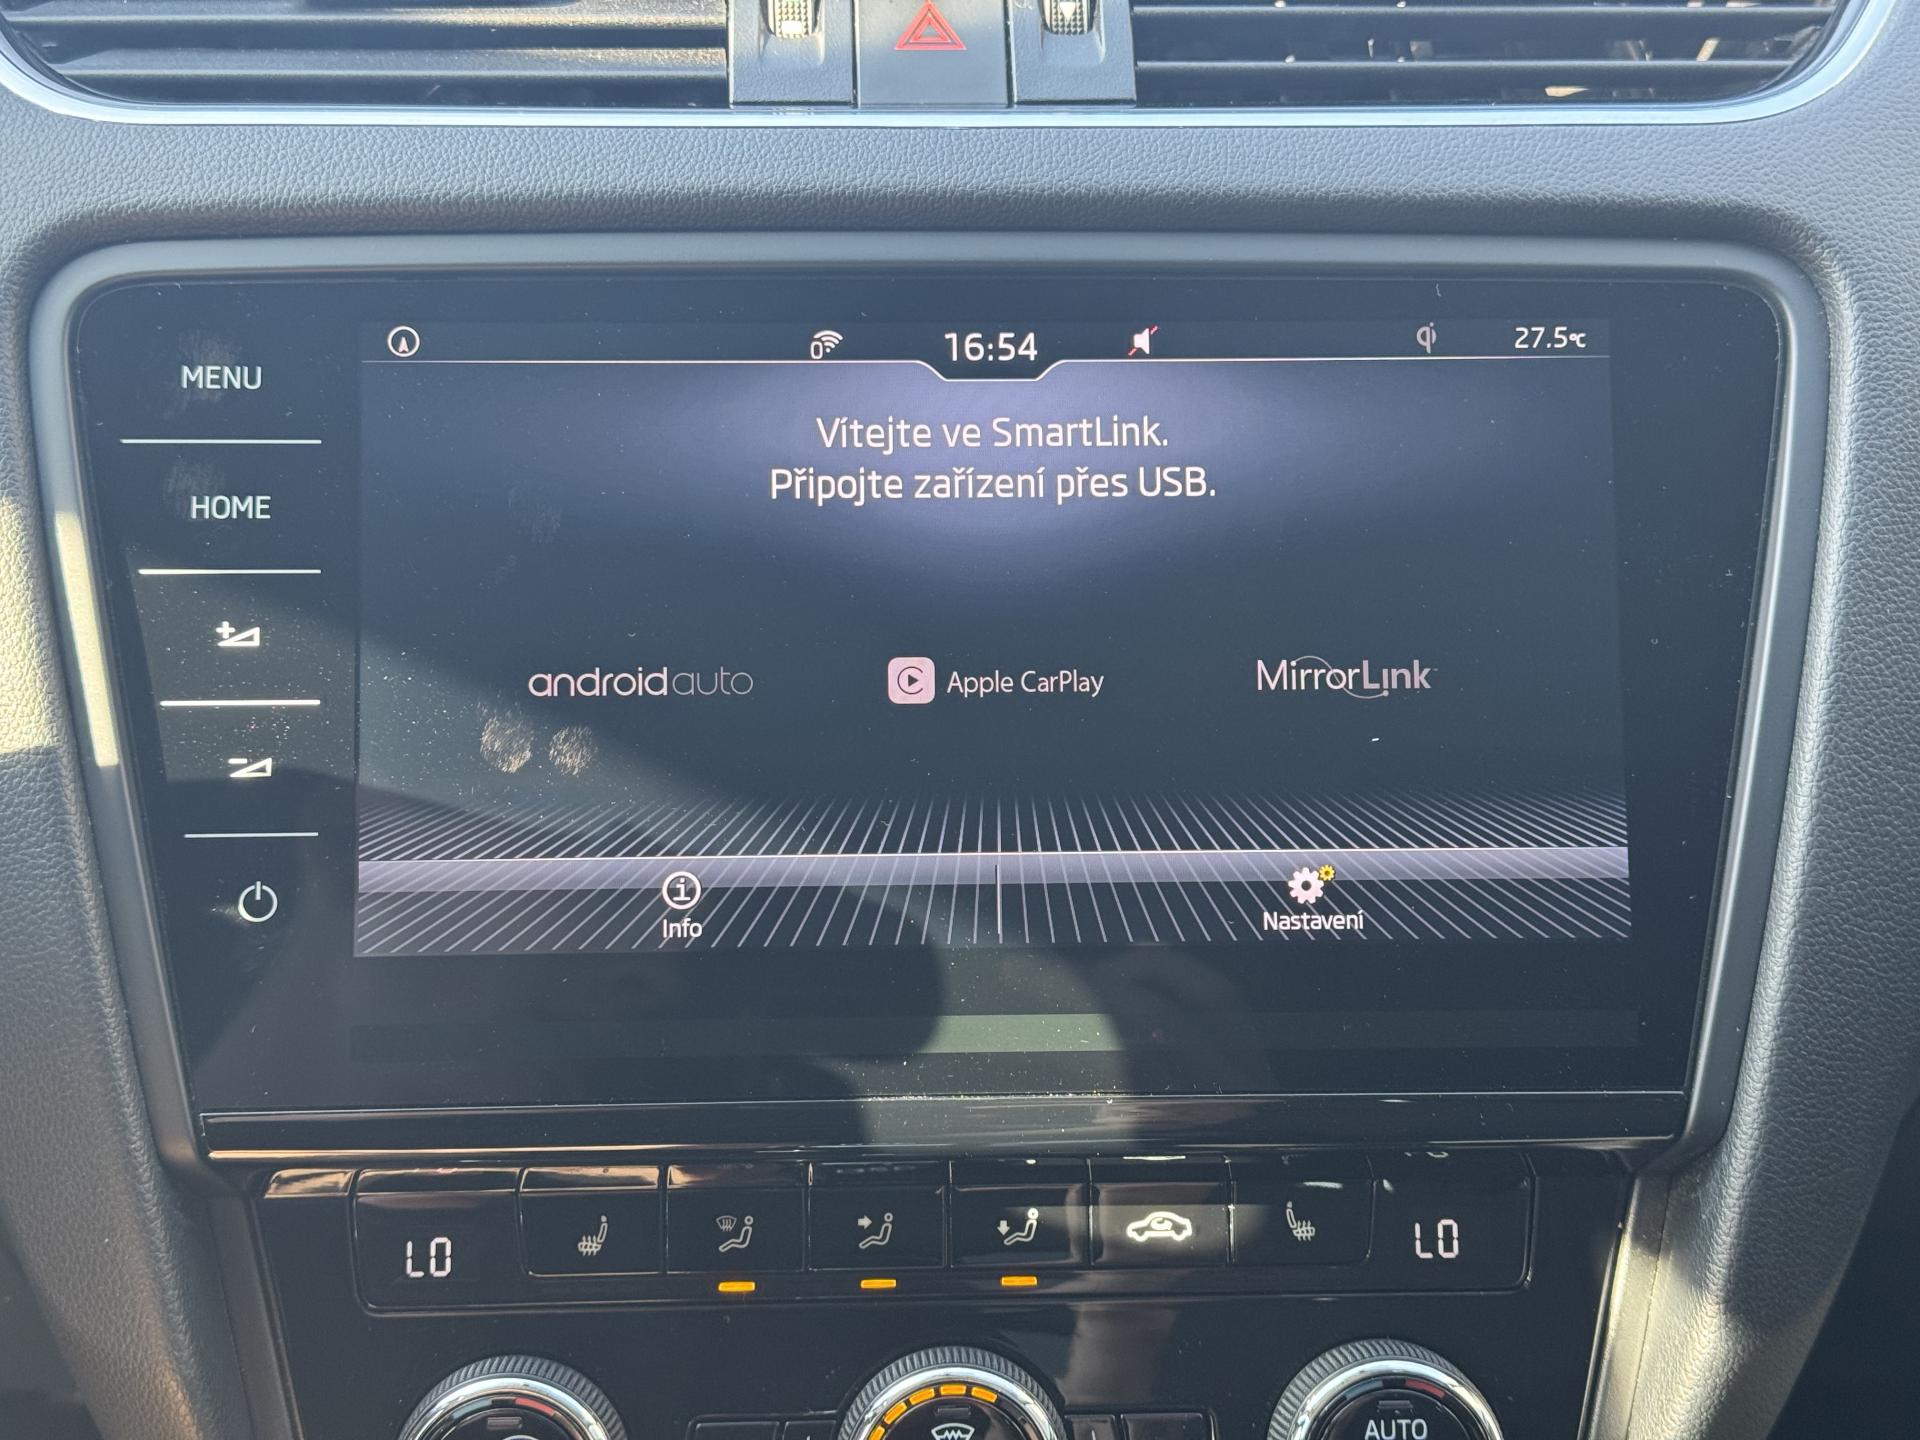 16:54
27.5°C
MENU
HOME
Vítejte ve SmartLink.
Připojte zařízení přes USB.
androidauto
Apple CarPlay
MirrorLink
Info
Nastavení
LO
LO
AUTO